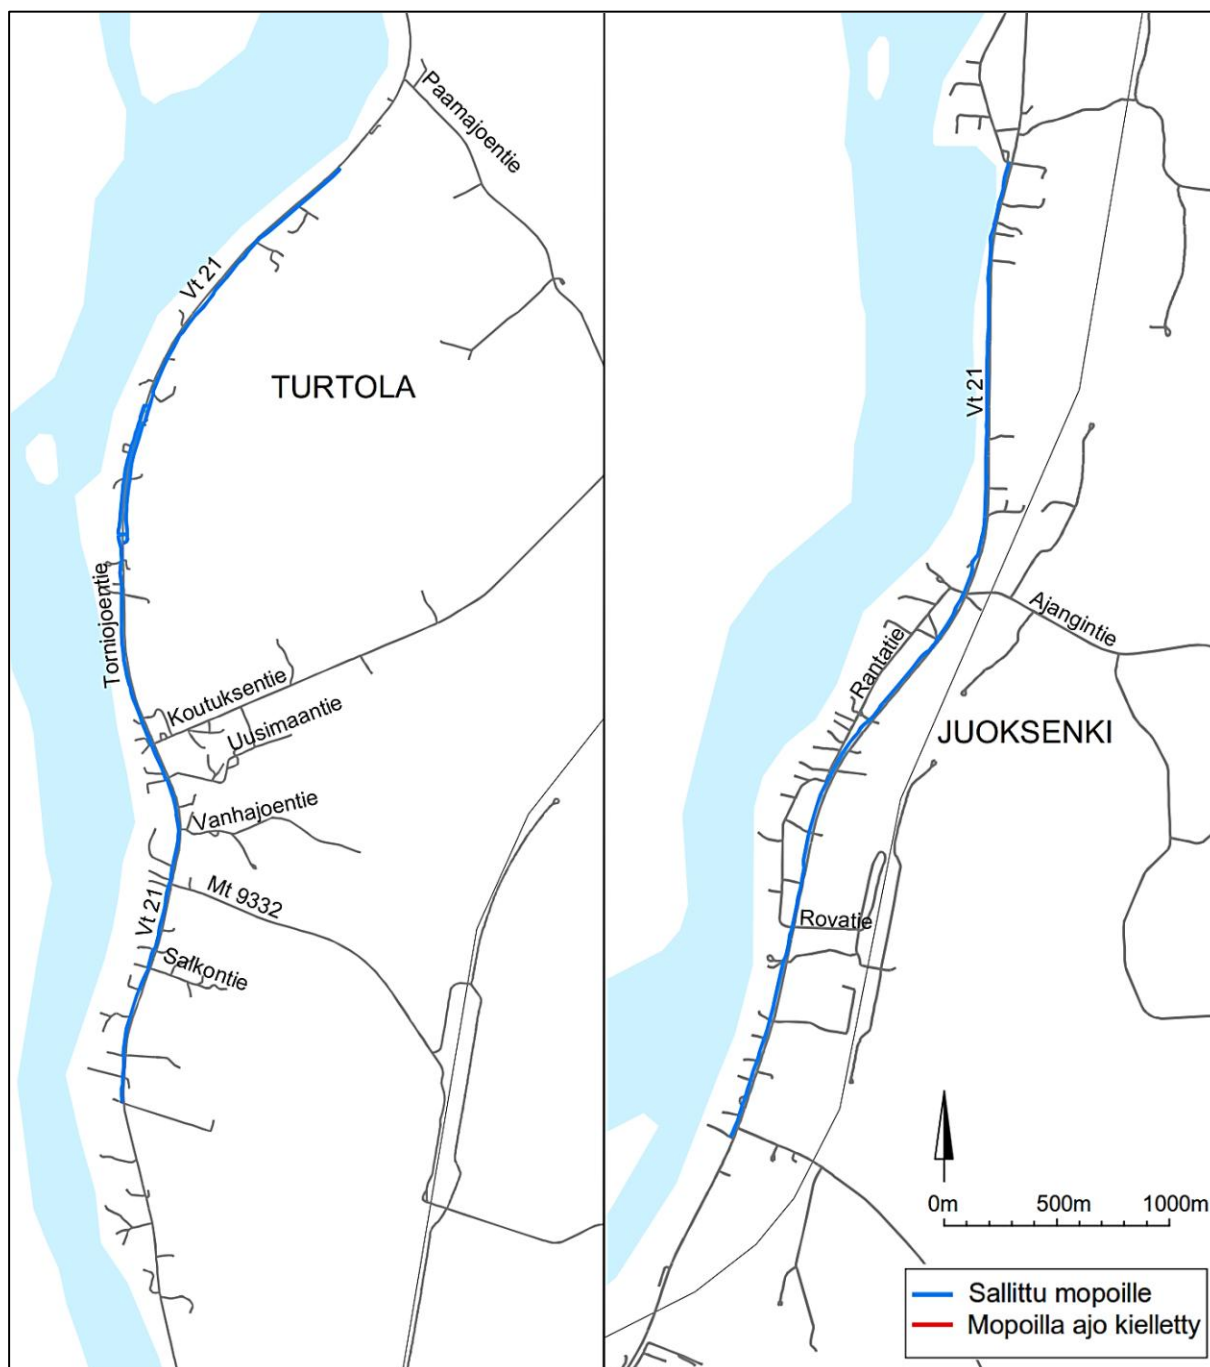 Paamajoentie
Vt 21
TURTOLA
Torniojoentie
Koutuksentie
Uusimaantie
Vanhajoentie
Mt 9332
Vt 21
Salkontie
Vt 21
Ajangintie
Rantatie
JUOKSENKI
Rovatie
0m 500m 1000m
Sallittu mopoille
Mopoilla ajo kielletty